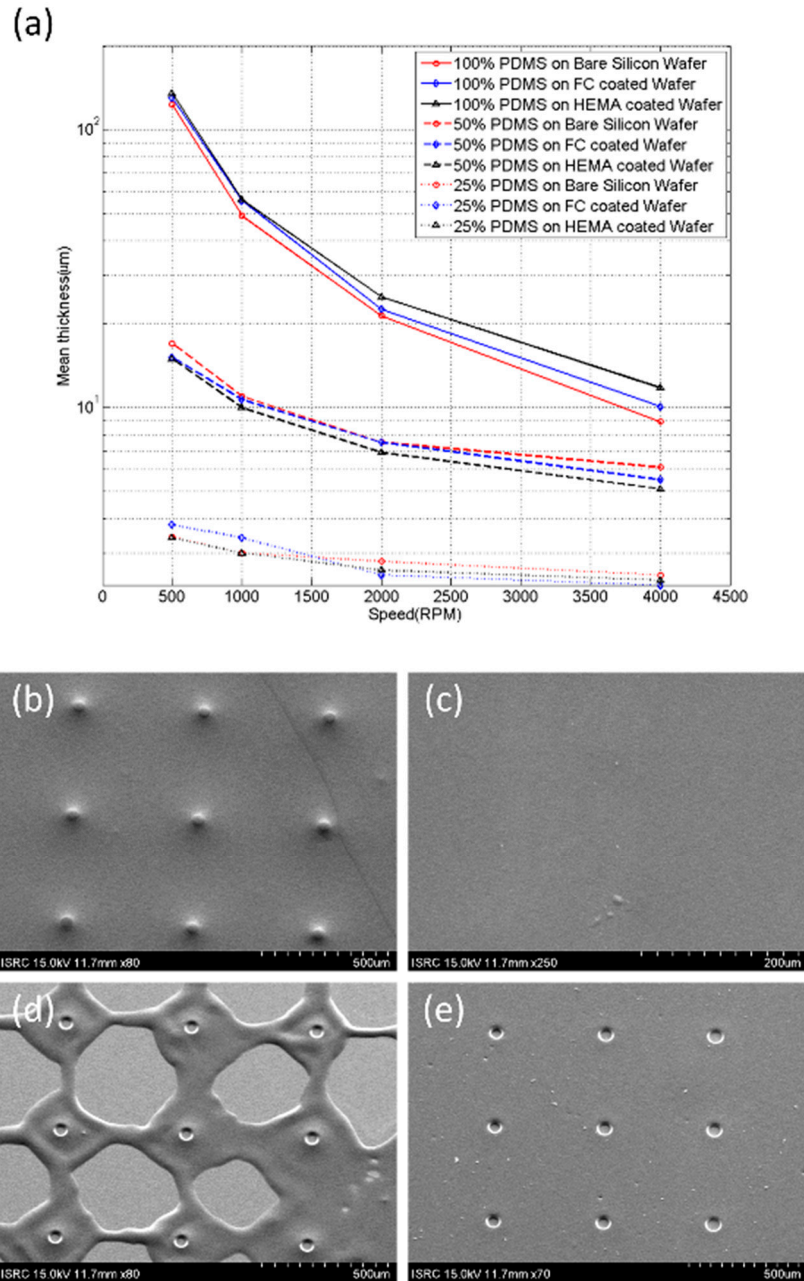 (a)
10²
10¹
Mean thickness(μm)
100% PDMS on Bare Silicon Wafer
100% PDMS on FC coated Wafer
100% PDMS on HEMA coated Wafer
50% PDMS on Bare Silicon Wafer
50% PDMS on FC coated Wafer
50% PDMS on HEMA coated Wafer
25% PDMS on Bare Silicon Wafer
25% PDMS on FC coated Wafer
25% PDMS on HEMA coated Wafer
0 500 1000 1500 2000 2500 3000 3500 4000 4500
Speed(RPM)
(b)
ISRC 15.0kV 11.7mm x80 500um
(c)
ISRC 15.0kV 11.7mm x250 200um
(d)
ISRC 15.0kV 11.7mm x80 500um
(e)
ISRC 15.0kV 11.7mm x70 500um